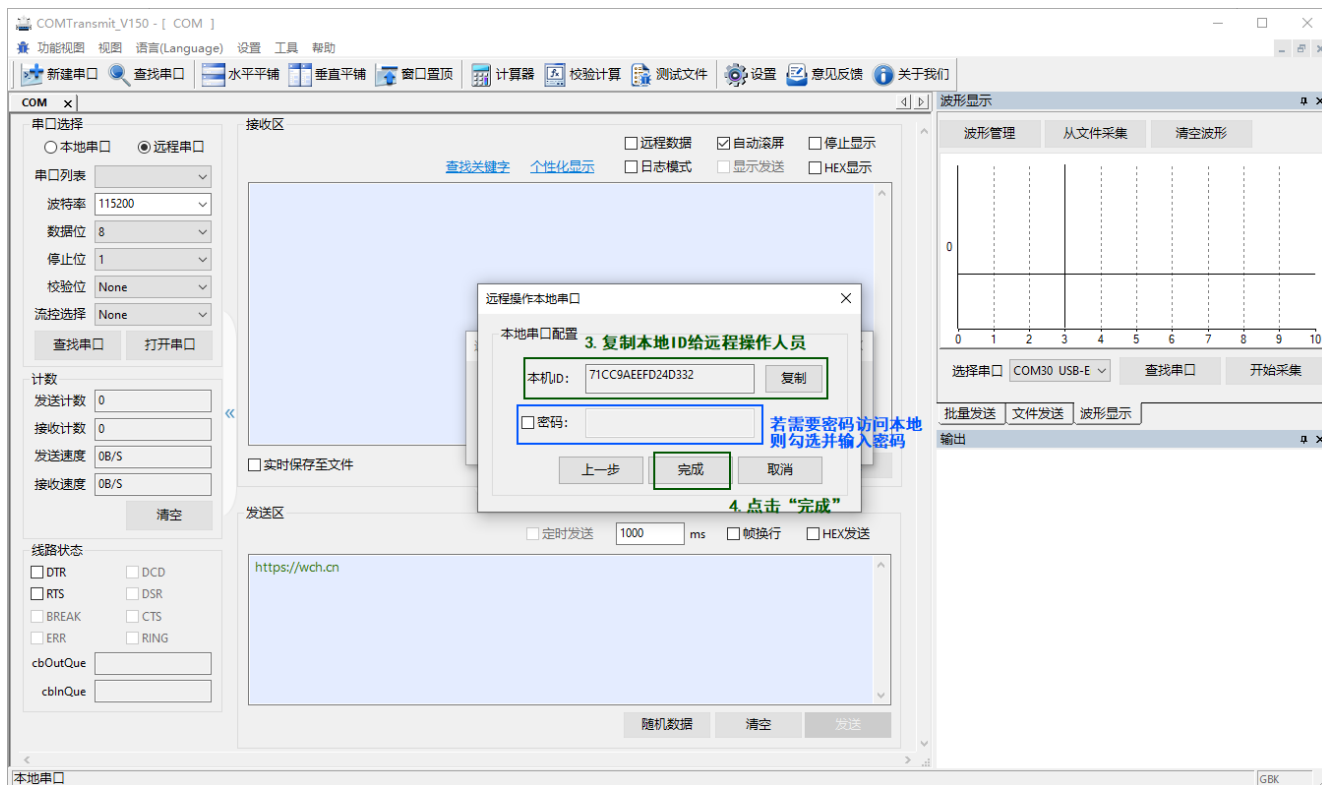 COMTransmit_V150 - [ COM ]
功能视图 视图 语言(Language) 设置 工具 帮助
新建串口 查找串口 水平平铺 垂直平铺 窗口置顶 计算器 校验计算 测试文件 设置 意见反馈 关于我们
COM
串口选择
本地串口 远程串口
串口列表
波特率 115200
数据位 8
停止位 1
校验位 None
流控选择 None
查找串口 打开串口
计数
发送计数 0
接收计数 0
发送速度 0B/S
接收速度 0B/S
清空
线路状态
DTR DCD
RTS DSR
BREAK CTS
ERR RING
cbOutQue
cbInQue
接收区
远程数据 自动滚屏 停止显示
查找关键字 个性化显示 日志模式 显示发送 HEX显示
实时保存至文件
远程操作本地串口
本地串口配置
3. 复制本地ID给远程操作人员
本机ID: 71CC9AEEFD24D332 复制
密码:
若需要密码访问本地
则勾选并输入密码
上一步 完成 取消
4. 点击“完成”
发送区
定时发送 1000 ms 帧换行 HEX发送
https://wch.cn
随机数据 清空 发送
波形显示
波形管理 从文件采集 清空波形
0
0 1 2 3 4 5 6 7 8 9 10
选择串口 COM30 USB-E 查找串口 开始采集
批量发送 文件发送 波形显示
输出
本地串口
GBK